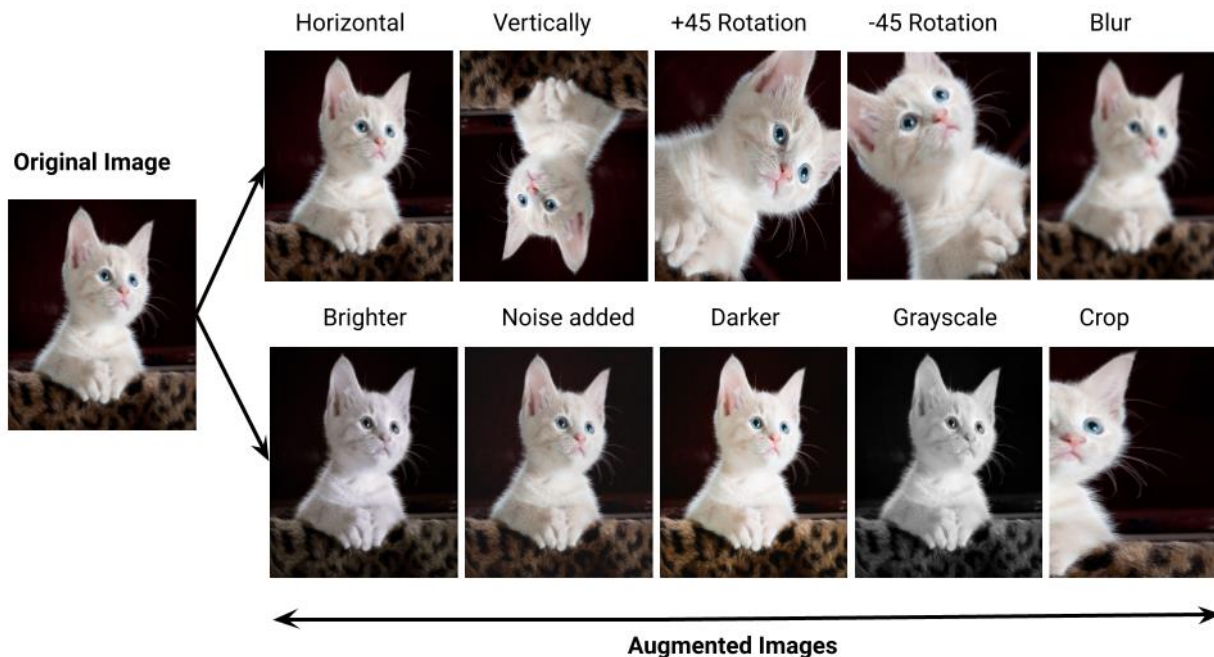 Horizontal Vertically +45 Rotation -45 Rotation Blur
Original Image
Brighter Noise added Darker Grayscale Crop
Augmented Images